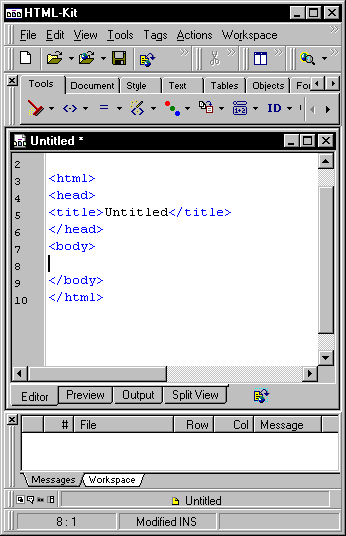 HTML-Kit
File Edit View Tools Tags Actions Workspace
Tools Document Style Text Tables Objects
ID
Untitled *
2
3 <html>
4 <head>
5 <title>Untitled</title>
6 </head>
7 <body>
8
9 </body>
10 </html>
Editor Preview Output Split View
# File Row Col Message
Messages Workspace
Untitled
8 : 1 Modified INS